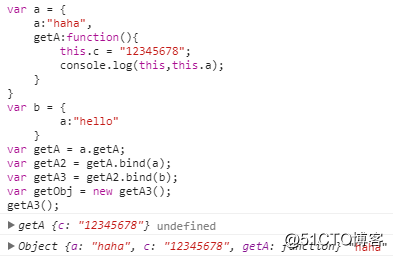 var a = {
a:"haha",
getA:function(){
this.c = "12345678";
console.log(this,this.a);
}
}
var b = {
a:"hello"
}
var getA = a.getA;
var getA2 = getA.bind(a);
var getA3 = getA2.bind(b);
var getObj = new getA3();
getA3();
▶ getA {c: "12345678"} undefined
▶ Object {a: "haha", c: "12345678", getA: function} "haha"
@51CTO博客